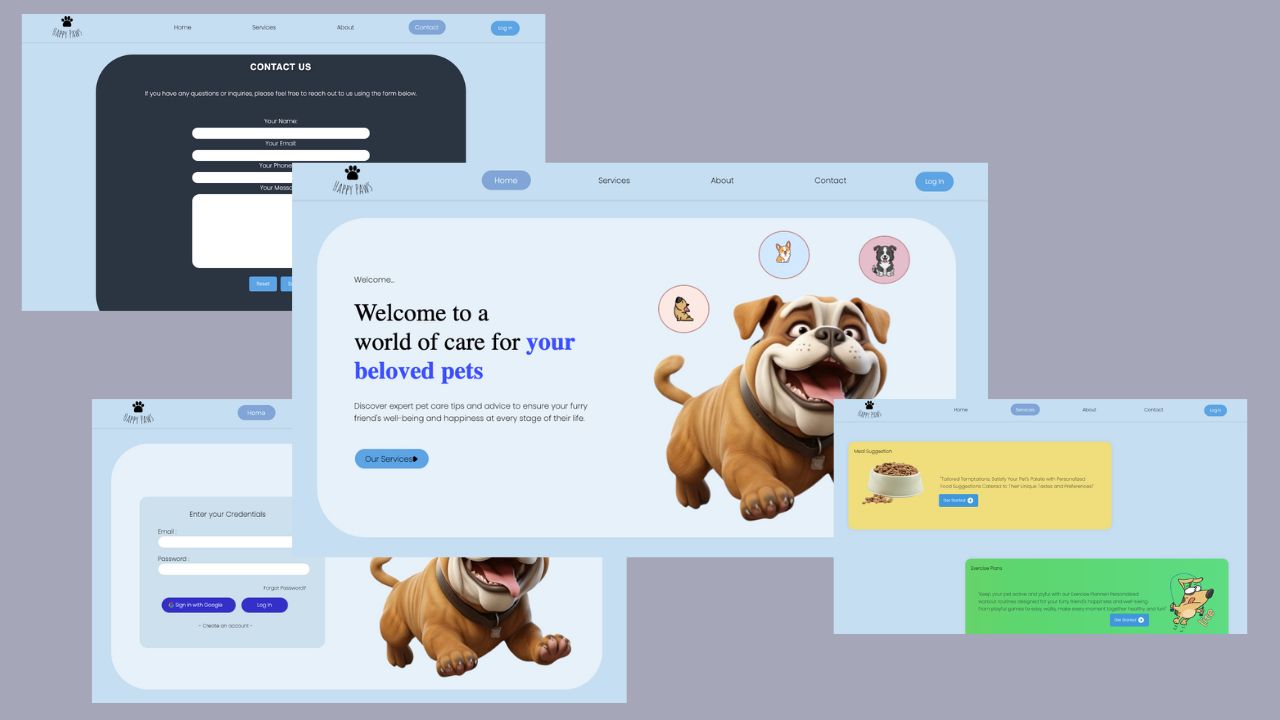 HAPPY PAWS
Home
Services
About
Contact
Log In
CONTACT US
If you have any questions or inquiries, please feel free to reach out to us using the form below.
Your Name:
Your Email:
Your Phone
Your Messa
Reset
HAPPY PAWS
Home
Services
About
Contact
Log In
Welcome...
Welcome to a
world of care for your
beloved pets
Discover expert pet care tips and advice to ensure your furry
friend's well-being and happiness at every stage of their life.
Our Services
HAPPY PAWS
Home
Enter your Credentials
Email :
Password :
Forgot Password?
Sign in with Google
Log in
- Create an account -
HAPPY PAWS
Home
Services
About
Contact
Log In
Meal Suggestion
"Tailored Temptations: Satisfy Your Pet's Palate with Personalized
Food Suggestions Catered to Their Unique Tastes and Preferences!"
Get Started
Exercise Plans
"Keep your pet active and joyful with our Exercise Planner! Personalized
workout routines designed for your furry friend's happiness and well-being.
From playful games to easy walks, make every moment together healthy and fun!"
Get Started